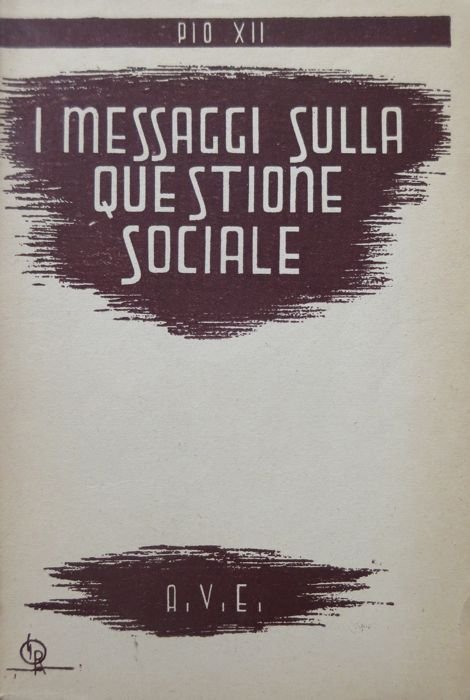 PIO XII
I MESSAGGI SULLA
QUESTIONE
SOCIALE
A.V.E.